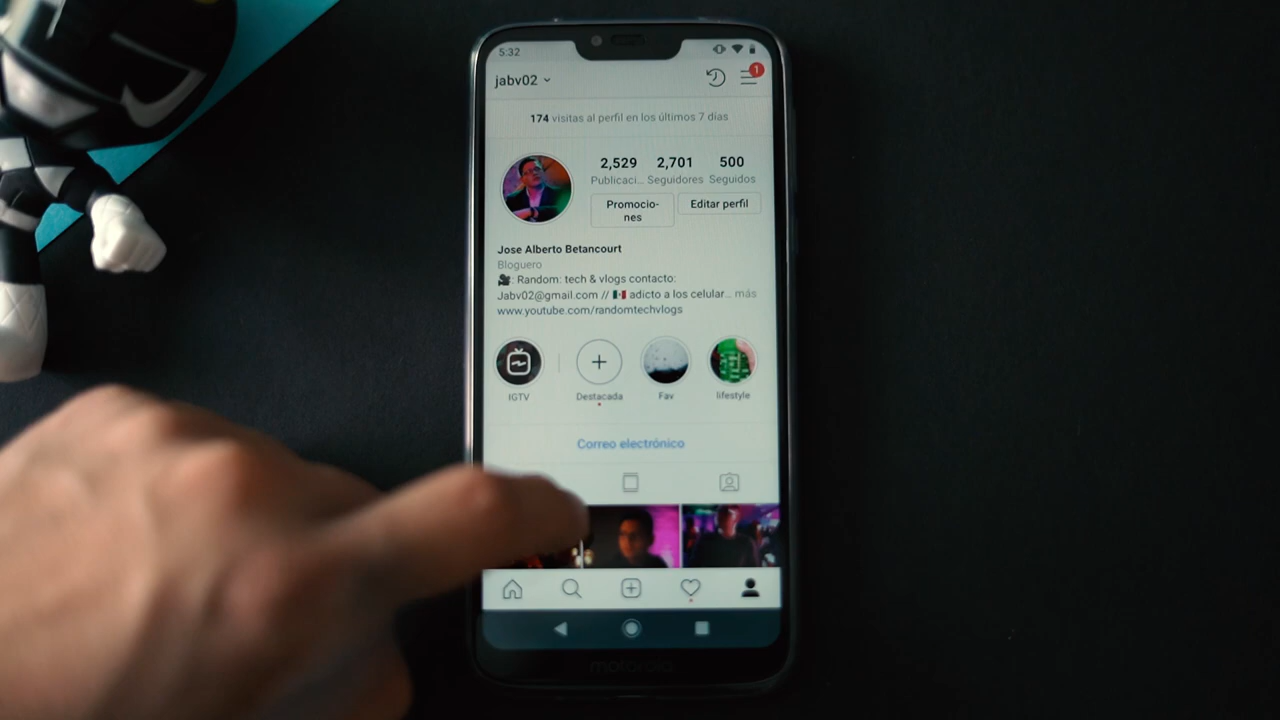 5:32
jabv02
1
174 visitas al perfil en los últimos 7 días
2,529 2,701 500
Publicaci... Seguidores Seguidos
Promocio-
nes
Editar perfil
Jose Alberto Betancourt
Bloguero
🎥: Random: tech & vlogs contacto:
Jabv02@gmail.com // 🇲🇽 adicto a los celular... más
www.youtube.com/randomtechvlogs
IGTV Destacada Fav lifestyle
Correo electrónico
motorola